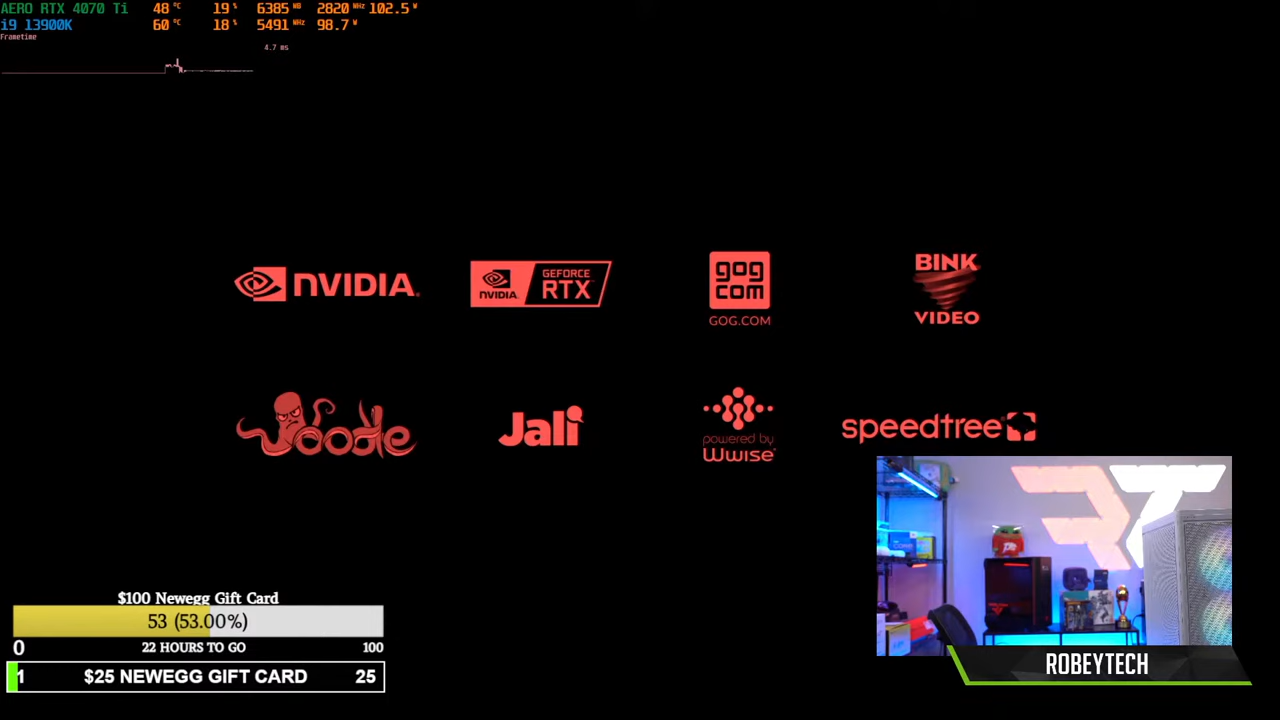 AERO RTX 4070 Ti 48 °C 19 % 6385 MB 2820 MHz 102.5 W
i9 13900K 60 °C 18 % 5491 MHz 98.7 W
Frametime
4.7 ms
NVIDIA.
NVIDIA. GEFORCE RTX
gog com
GOG.COM
BINK
VIDEO
oodle
Jali
powered by
Wwise
speedtree
RT
$100 Newegg Gift Card
53 (53.00%)
0 22 HOURS TO GO 100
1 $25 NEWEGG GIFT CARD 25
ROBEYTECH